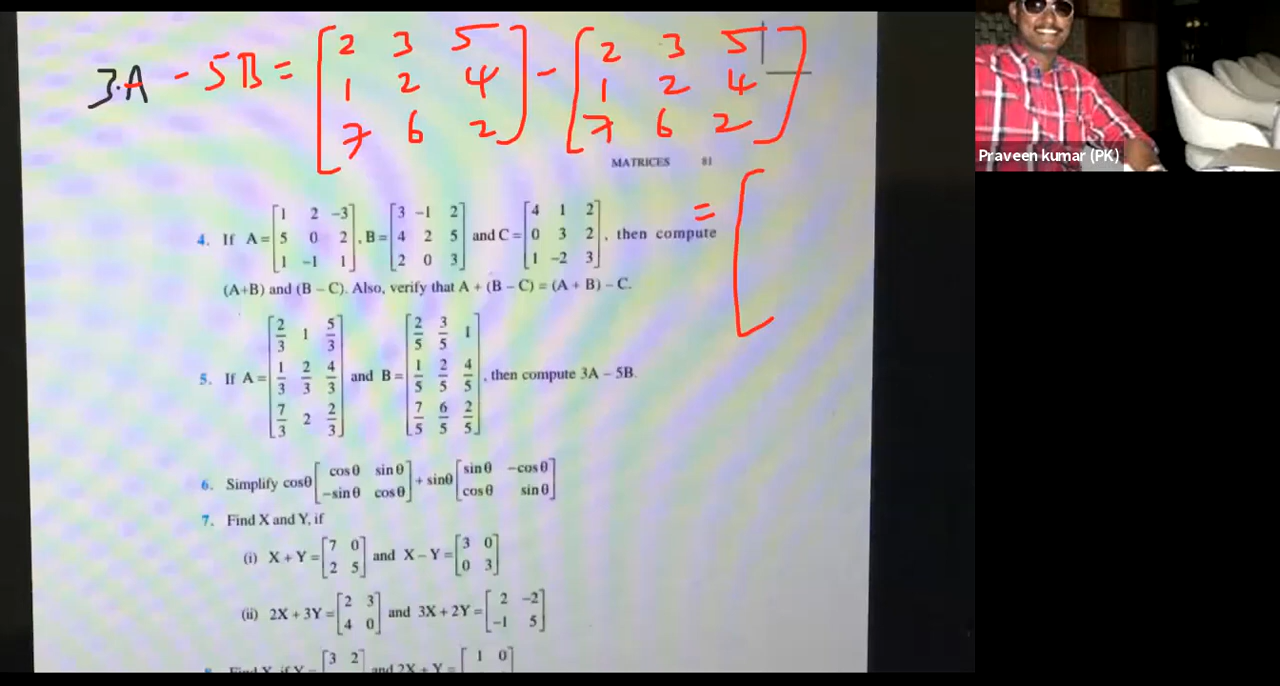 3·A - 5B = [2 3 5 - [2 3 5]
1 2 4 1 2 4
7 6 2] 7 6 2
MATRICES 81
= [
4. If A = [1 2 −3 5 0 2 1 −1 1], B = [3 −1 2 4 2 5 2 0 3] and C = [4 1 2 0 3 2 1 −2 3], then compute
(A+B) and (B – C). Also, verify that A + (B – C) = (A + B) – C.
5. If A = [2/3 1 5/3 1/3 2/3 4/3 7/3 2 2/3] and B = [2/5 3/5 1 1/5 2/5 4/5 7/5 6/5 2/5], then compute 3A – 5B.
6. Simplify cosθ [cosθ sinθ −sinθ cosθ] + sinθ [sinθ −cosθ cosθ sinθ]
7. Find X and Y, if
(i) X + Y = [7 0 2 5] and X – Y = [3 0 0 3]
(ii) 2X + 3Y = [2 3 4 0] and 3X + 2Y = [2 −2 −1 5]
[3 2] and 2X + Y = [1 0]
Praveen kumar (PK)